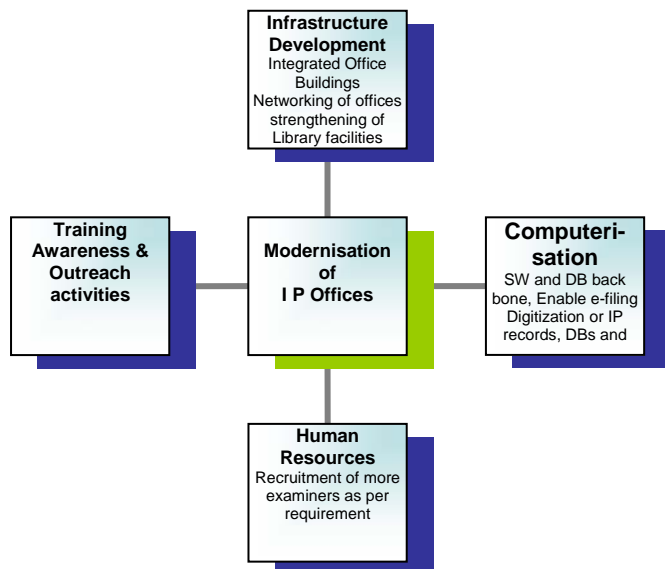 Infrastructure
Development
Integrated Office
Buildings
Networking of offices
strengthening of
Library facilities
Training
Awareness &
Outreach
activities
Modernisation
of
I P Offices
Computeri-
sation
SW and DB back
bone, Enable e-filing
Digitization or IP
records, DBs and
Human
Resources
Recruitment of more
examiners as per
requirement